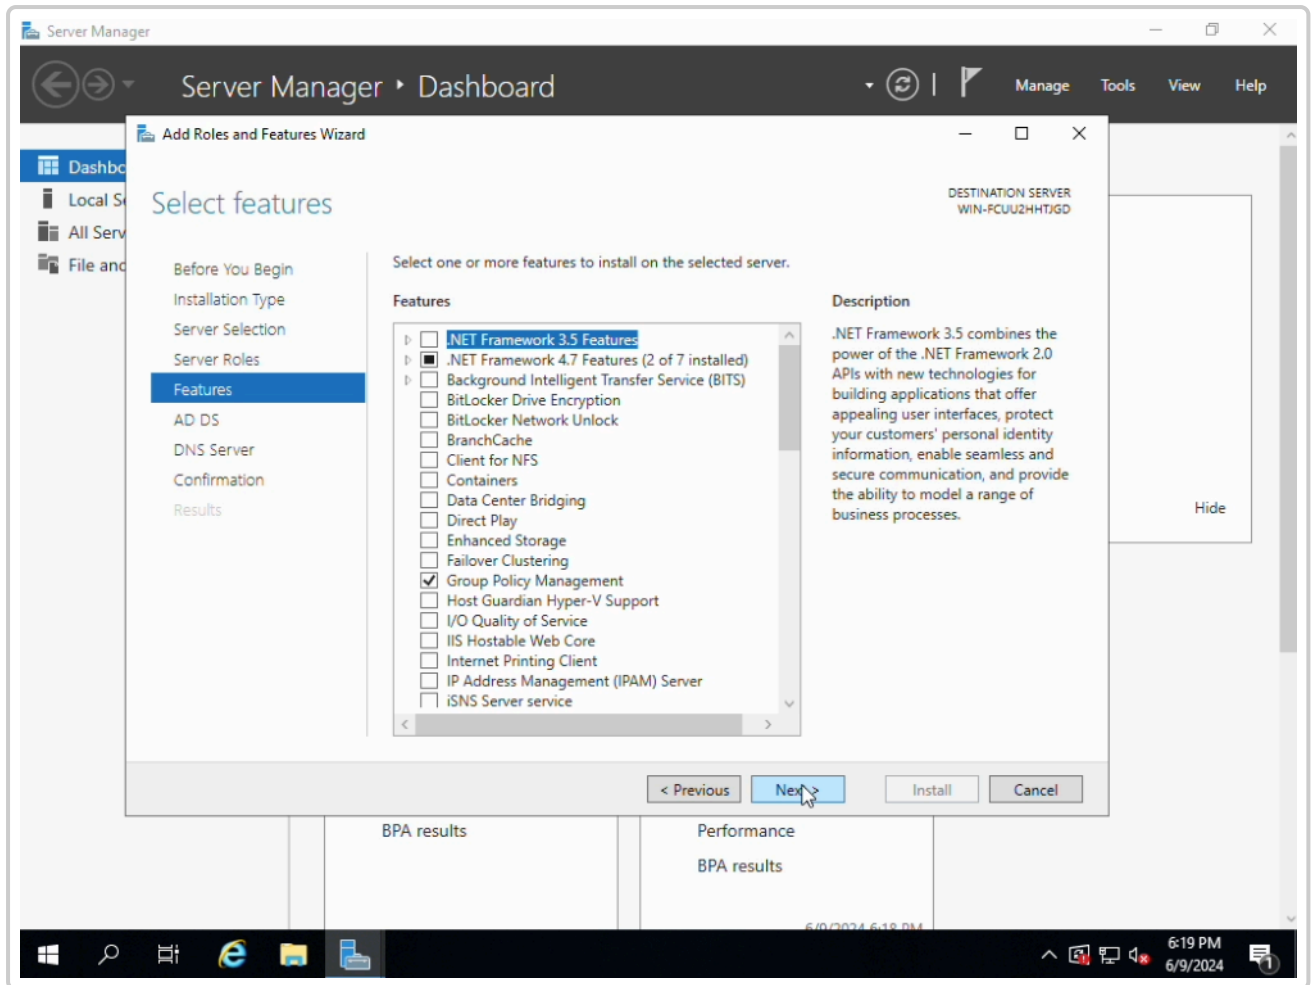 Server Manager
Server Manager ‣ Dashboard
Manage
Tools
View
Help
Add Roles and Features Wizard
Select features
DESTINATION SERVER
WIN-FCUU2HHTJGD
Dashbo
Local Se
All Serv
File and
Before You Begin
Installation Type
Server Selection
Server Roles
Features
AD DS
DNS Server
Confirmation
Results
Select one or more features to install on the selected server.
Features
.NET Framework 3.5 Features
.NET Framework 4.7 Features (2 of 7 installed)
Background Intelligent Transfer Service (BITS)
BitLocker Drive Encryption
BitLocker Network Unlock
BranchCache
Client for NFS
Containers
Data Center Bridging
Direct Play
Enhanced Storage
Failover Clustering
Group Policy Management
Host Guardian Hyper-V Support
I/O Quality of Service
IIS Hostable Web Core
Internet Printing Client
IP Address Management (IPAM) Server
iSNS Server service
Description
.NET Framework 3.5 combines the
power of the .NET Framework 2.0
APIs with new technologies for
building applications that offer
appealing user interfaces, protect
your customers' personal identity
information, enable seamless and
secure communication, and provide
the ability to model a range of
business processes.
Hide
< Previous
Next >
Install
Cancel
BPA results
Performance
BPA results
6/9/2024 6:18 PM
6:19 PM
6/9/2024
1